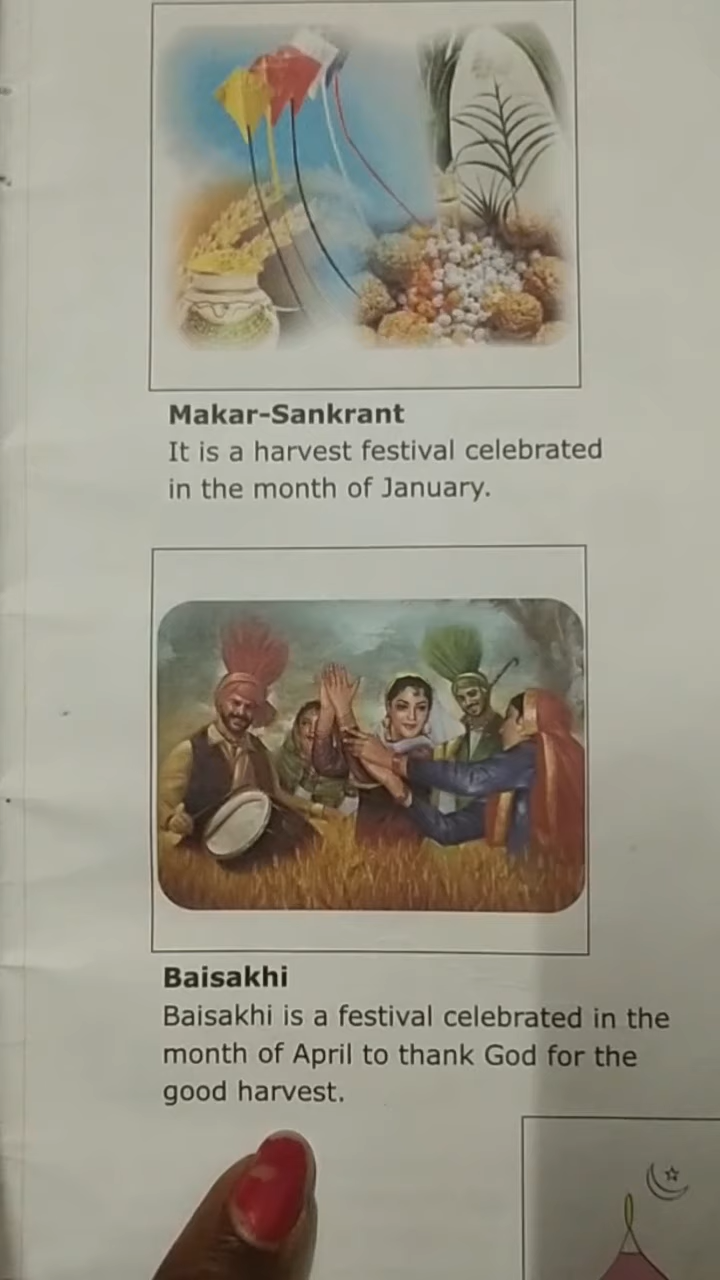 Makar-Sankrant
It is a harvest festival celebrated
in the month of January.
Baisakhi
Baisakhi is a festival celebrated in the
month of April to thank God for the
good harvest.